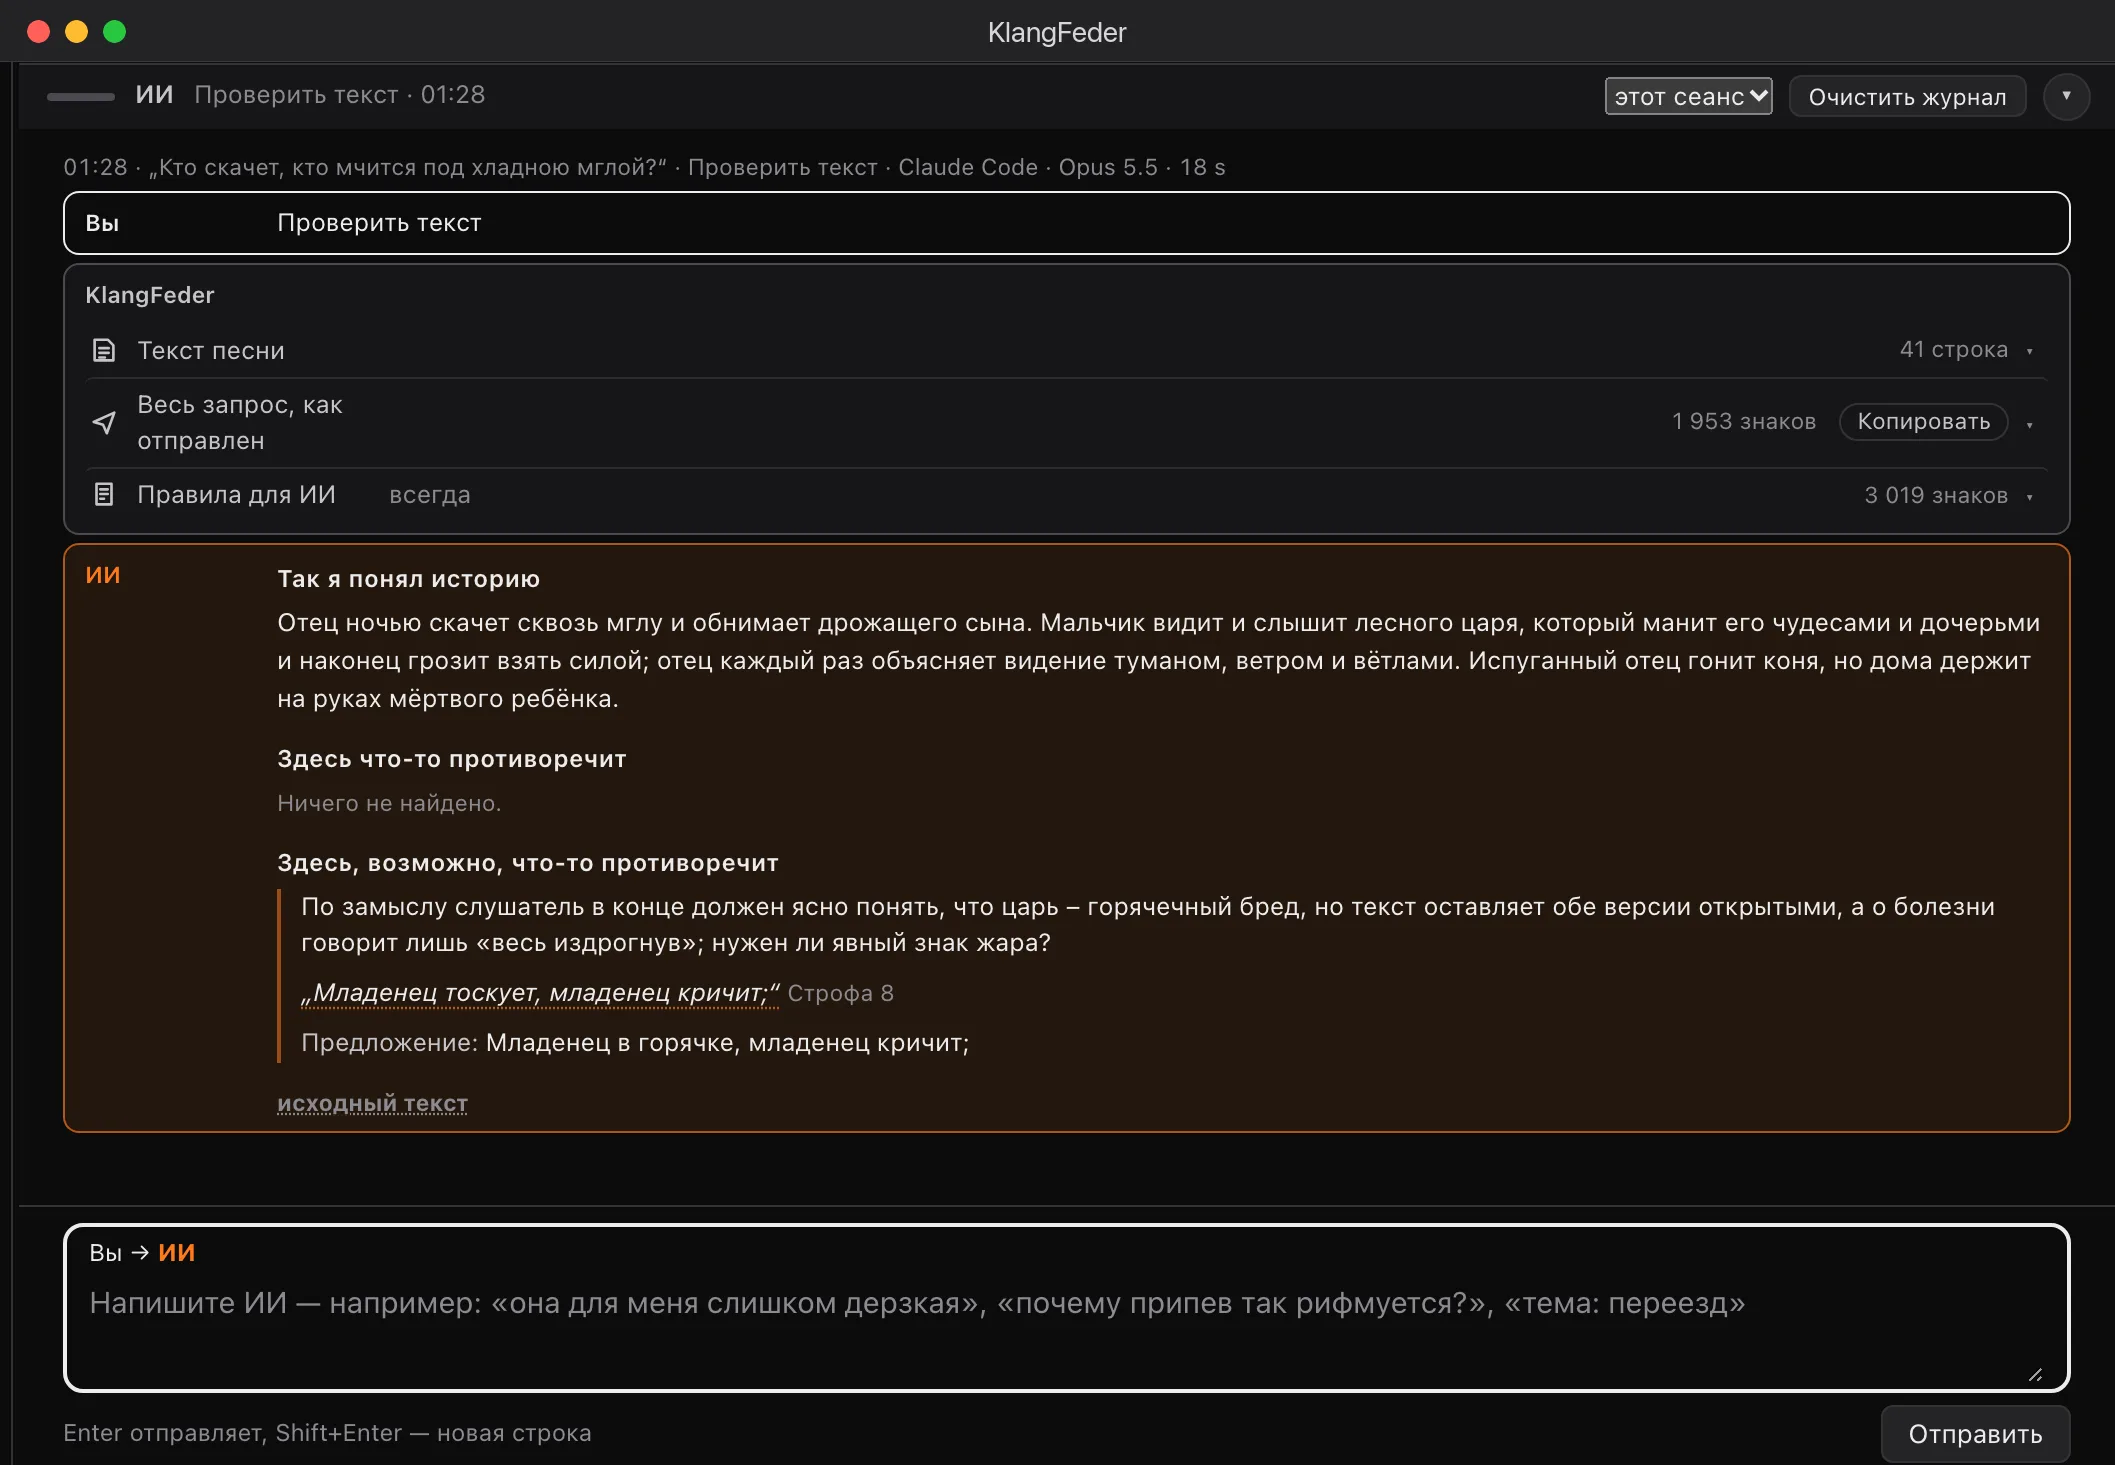 KlangFeder
ИИ Проверить текст · 01:28 этот сеанс Очистить журнал
01:28 · „Кто скачет, кто мчится под хладною мглой?“ · Проверить текст · Claude Code · Opus 5.5 · 18 s
Вы Проверить текст
KlangFeder
Текст песни 41 строка
Весь запрос, как
отправлен
1 953 знаков Копировать
Правила для ИИ всегда 3 019 знаков
ИИ
Так я понял историю
Отец ночью скачет сквозь мглу и обнимает дрожащего сына. Мальчик видит и слышит лесного царя, который манит его чудесами и дочерьми
и наконец грозит взять силой; отец каждый раз объясняет видение туманом, ветром и вётлами. Испуганный отец гонит коня, но дома держит
на руках мёртвого ребёнка.
Здесь что-то противоречит
Ничего не найдено.
Здесь, возможно, что-то противоречит
По замыслу слушатель в конце должен ясно понять, что царь – горячечный бред, но текст оставляет обе версии открытыми, а о болезни
говорит лишь «весь издрогнув»; нужен ли явный знак жара?
„Младенец тоскует, младенец кричит;“ Строфа 8
Предложение: Младенец в горячке, младенец кричит;
исходный текст
Вы → ИИ
Напишите ИИ — например: «она для меня слишком дерзкая», «почему припев так рифмуется?», «тема: переезд»
Enter отправляет, Shift+Enter — новая строка
Отправить